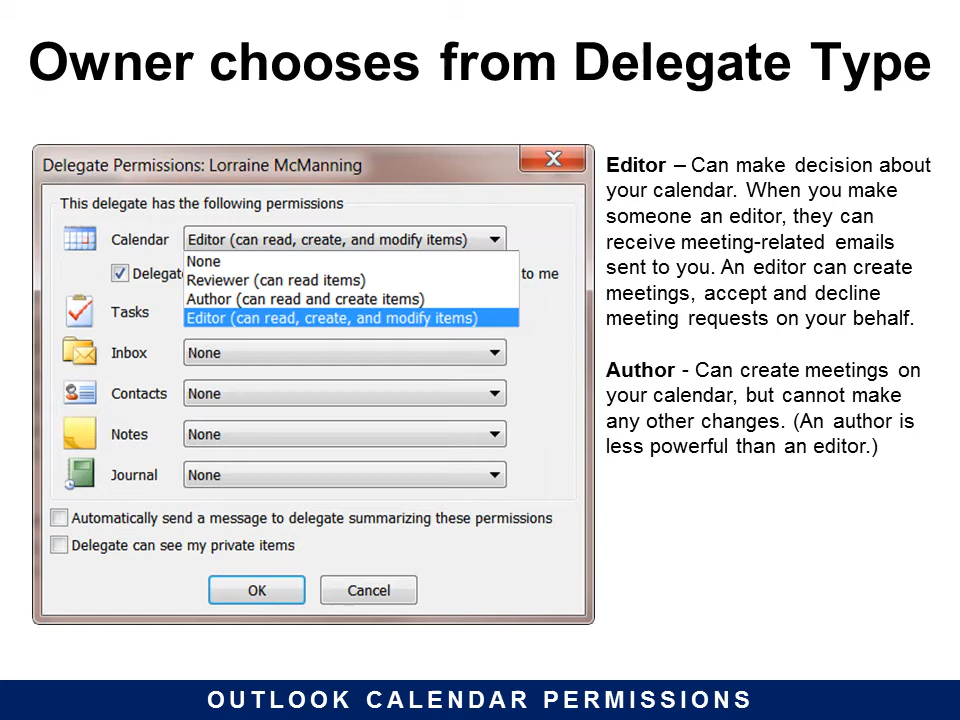 Owner chooses from Delegate Type
Delegate Permissions: Lorraine McManning
This delegate has the following permissions
Calendar Editor (can read, create, and modify items)
None
Reviewer (can read items)
Delegat to me
Author (can read and create items)
Tasks Editor (can read, create, and modify items)
Inbox None
Contacts None
Notes None
Journal None
Automatically send a message to delegate summarizing these permissions
Delegate can see my private items
OK Cancel
Editor – Can make decision about
your calendar. When you make
someone an editor, they can
receive meeting-related emails
sent to you. An editor can create
meetings, accept and decline
meeting requests on your behalf.
Author - Can create meetings on
your calendar, but cannot make
any other changes. (An author is
less powerful than an editor.)
OUTLOOK CALENDAR PERMISSIONS